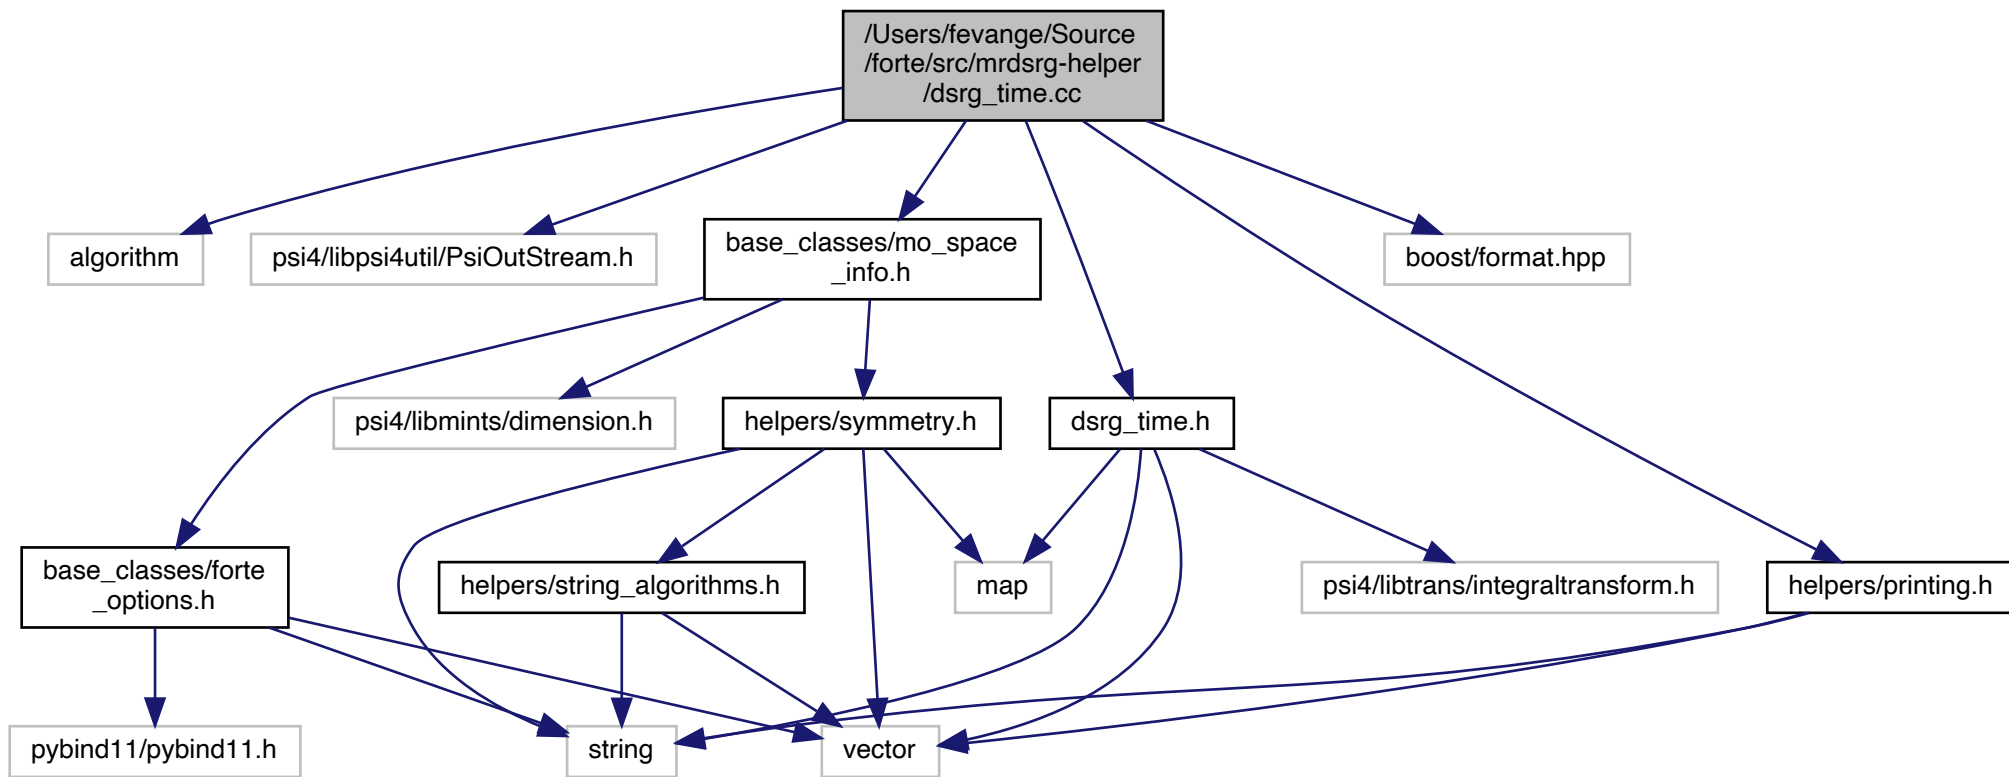 /Users/fevange/Source
/forte/src/mrdsrg-helper
/dsrg_time.cc
algorithm
psi4/libpsi4util/PsiOutStream.h
base_classes/mo_space
_info.h
boost/format.hpp
psi4/libmints/dimension.h
helpers/symmetry.h
dsrg_time.h
base_classes/forte
_options.h
helpers/string_algorithms.h
map
psi4/libtrans/integraltransform.h
helpers/printing.h
pybind11/pybind11.h
string
vector